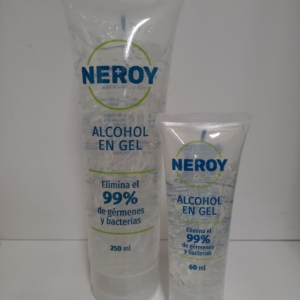 NEROY
ALCOHOL
EN GEL
Elimina el
99%
de gérmenes
y bacterias
250 ml
NEROY
ALCOHOL
EN GEL
Elimina el
99%
de gérmenes
y bacterias
60 ml